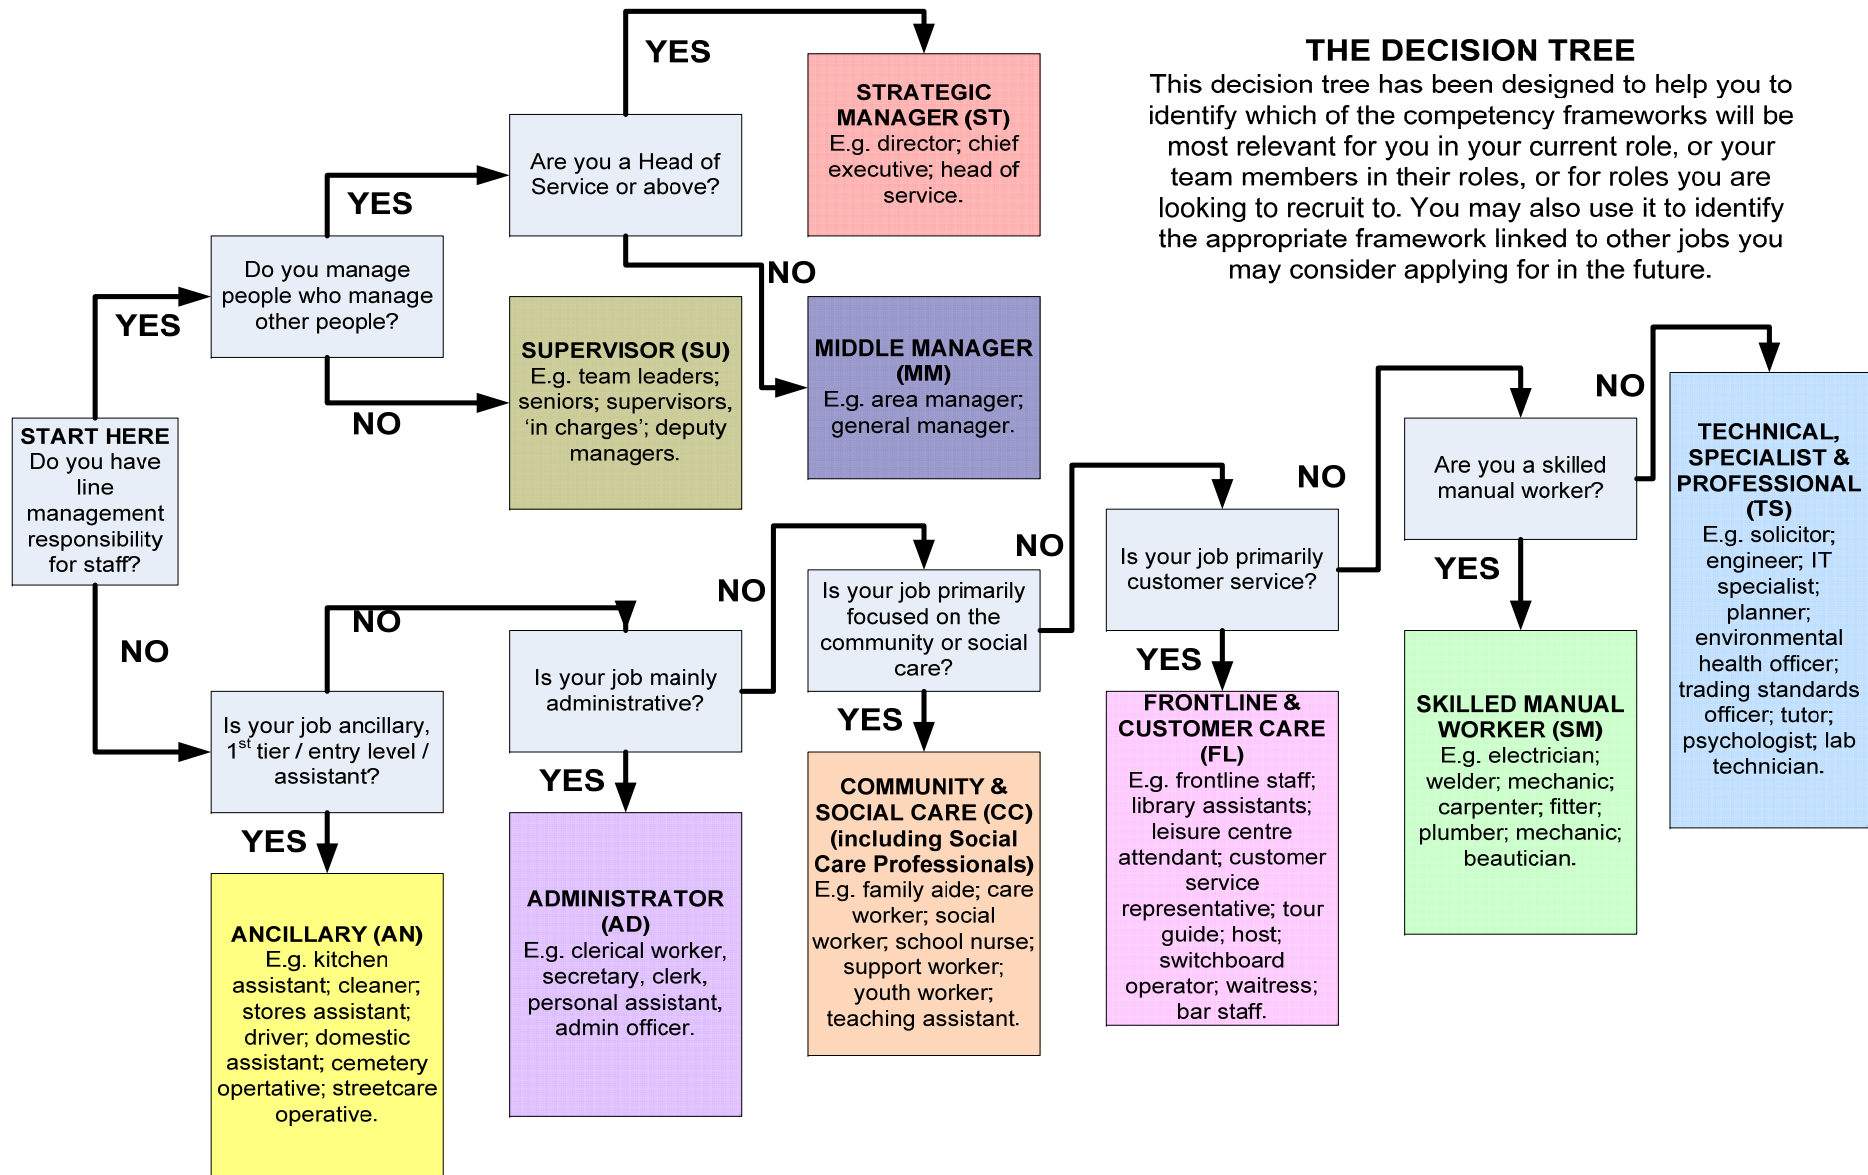 THE DECISION TREE
This decision tree has been designed to help you to
identify which of the competency frameworks will be
most relevant for you in your current role, or your
team members in their roles, or for roles you are
looking to recruit to. You may also use it to identify
the appropriate framework linked to other jobs you
may consider applying for in the future.
START HERE
Do you have
line
management
responsibility
for staff?
YES
Do you manage
people who manage
other people?
YES
Are you a Head of
Service or above?
YES
STRATEGIC
MANAGER (ST)
E.g. director; chief
executive; head of
service.
NO
MIDDLE MANAGER
(MM)
E.g. area manager;
general manager.
NO
SUPERVISOR (SU)
E.g. team leaders;
seniors; supervisors,
‘in charges’; deputy
managers.
NO
Is your job ancillary,
1st tier / entry level /
assistant?
YES
ANCILLARY (AN)
E.g. kitchen
assistant; cleaner;
stores assistant;
driver; domestic
assistant; cemetery
opertative; streetcare
operative.
NO
Is your job mainly
administrative?
YES
ADMINISTRATOR
(AD)
E.g. clerical worker,
secretary, clerk,
personal assistant,
admin officer.
NO
Is your job primarily
focused on the
community or social
care?
YES
COMMUNITY &
SOCIAL CARE (CC)
(including Social
Care Professionals)
E.g. family aide; care
worker; social
worker; school nurse;
support worker;
youth worker;
teaching assistant.
NO
Is your job primarily
customer service?
YES
FRONTLINE &
CUSTOMER CARE
(FL)
E.g. frontline staff;
library assistants;
leisure centre
attendant; customer
service
representative; tour
guide; host;
switchboard
operator; waitress;
bar staff.
NO
Are you a skilled
manual worker?
YES
SKILLED MANUAL
WORKER (SM)
E.g. electrician;
welder; mechanic;
carpenter; fitter;
plumber; mechanic;
beautician.
NO
TECHNICAL,
SPECIALIST &
PROFESSIONAL
(TS)
E.g. solicitor;
engineer; IT
specialist;
planner;
environmental
health officer;
trading standards
officer; tutor;
psychologist; lab
technician.